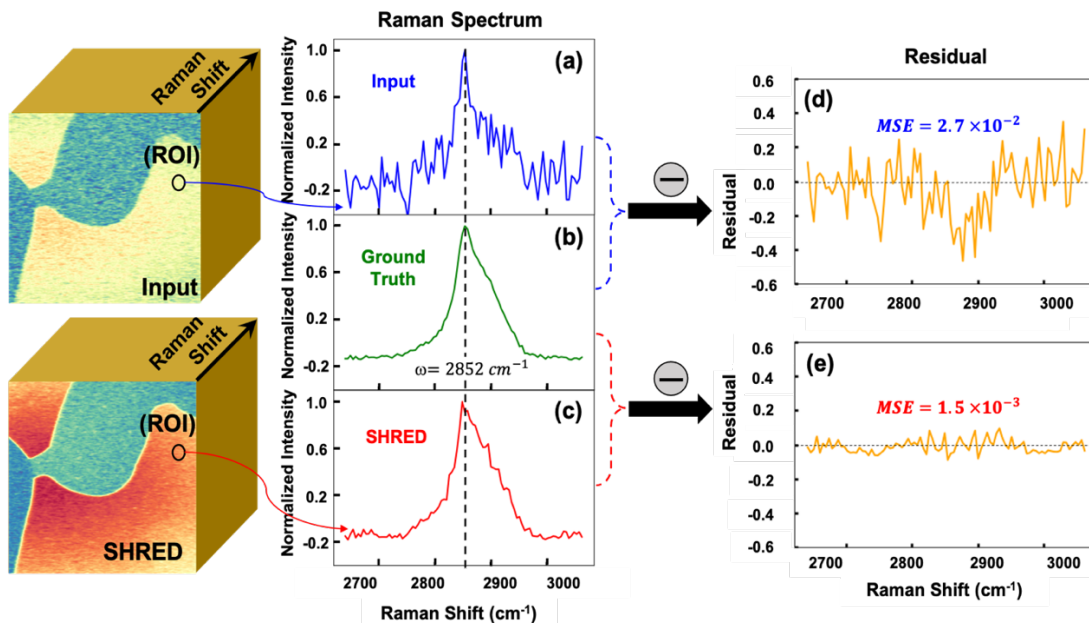 Raman Shift
(ROI)
Input
Raman Shift
(ROI)
SHRED
Raman Spectrum
Normalized Intensity
1.0
0.6
0.2
-0.2
(a)
Input
Normalized Intensity
1.0
0.6
0.2
-0.2
(b)
Ground
Truth
ω= 2852 cm⁻¹
Normalized Intensity
1.0
0.6
0.2
-0.2
(c)
SHRED
2700 2800 2900 3000
Raman Shift (cm⁻¹)
Residual
Residual
0.6
0.4
0.2
0.0
-0.2
-0.4
-0.6
(d)
MSE = 2.7 ×10⁻²
2700 2800 2900 3000
Residual
0.6
0.4
0.2
0.0
-0.2
-0.4
-0.6
(e)
MSE = 1.5 ×10⁻³
2700 2800 2900 3000
Raman Shift (cm⁻¹)